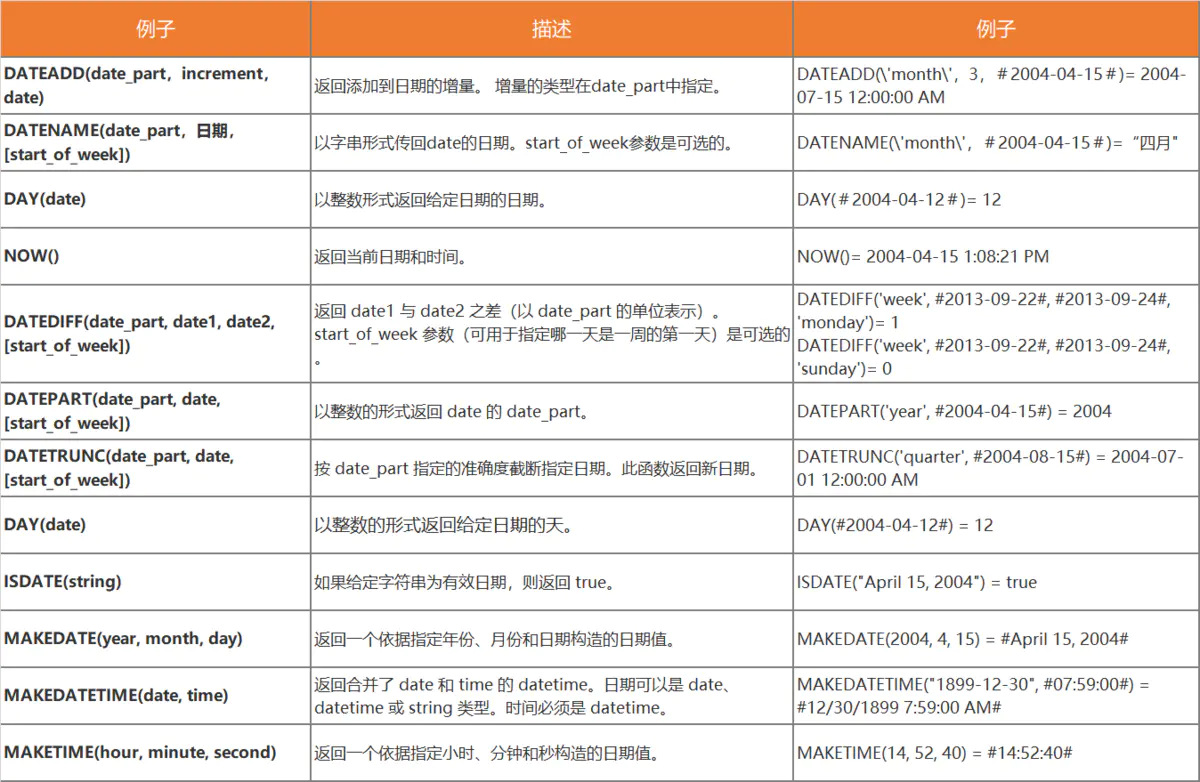 例子
描述
例子
DATEADD(date_part，increment，
date)
返回添加到日期的增量。 增量的类型在date_part中指定。
DATEADD(\'month\'，3，＃2004-04-15＃)= 2004-
07-15 12:00:00 AM
DATENAME(date_part，日期，
[start_of_week])
以字串形式传回date的日期。start_of_week参数是可选的。
DATENAME(\'month\'，＃2004-04-15＃)=“四月"
DAY(date)
以整数形式返回给定日期的日期。
DAY(＃2004-04-12＃)= 12
NOW()
返回当前日期和时间。
NOW()= 2004-04-15 1:08:21 PM
DATEDIFF(date_part, date1, date2,
[start_of_week])
返回 date1 与 date2 之差（以 date_part 的单位表示）。
start_of_week 参数（可用于指定哪一天是一周的第一天）是可选的
。
DATEDIFF('week', #2013-09-22#, #2013-09-24#,
'monday')= 1
DATEDIFF('week', #2013-09-22#, #2013-09-24#,
'sunday')= 0
DATEPART(date_part, date,
[start_of_week])
以整数的形式返回 date 的 date_part。
DATEPART('year', #2004-04-15#) = 2004
DATETRUNC(date_part, date,
[start_of_week])
按 date_part 指定的准确度截断指定日期。此函数返回新日期。
DATETRUNC('quarter', #2004-08-15#) = 2004-07-
01 12:00:00 AM
DAY(date)
以整数的形式返回给定日期的天。
DAY(#2004-04-12#) = 12
ISDATE(string)
如果给定字符串为有效日期，则返回 true。
ISDATE("April 15, 2004") = true
MAKEDATE(year, month, day)
返回一个依据指定年份、月份和日期构造的日期值。
MAKEDATE(2004, 4, 15) = #April 15, 2004#
MAKEDATETIME(date, time)
返回合并了 date 和 time 的 datetime。日期可以是 date、
datetime 或 string 类型。时间必须是 datetime。
MAKEDATETIME("1899-12-30", #07:59:00#) =
#12/30/1899 7:59:00 AM#
MAKETIME(hour, minute, second)
返回一个依据指定小时、分钟和秒构造的日期值。
MAKETIME(14, 52, 40) = #14:52:40#